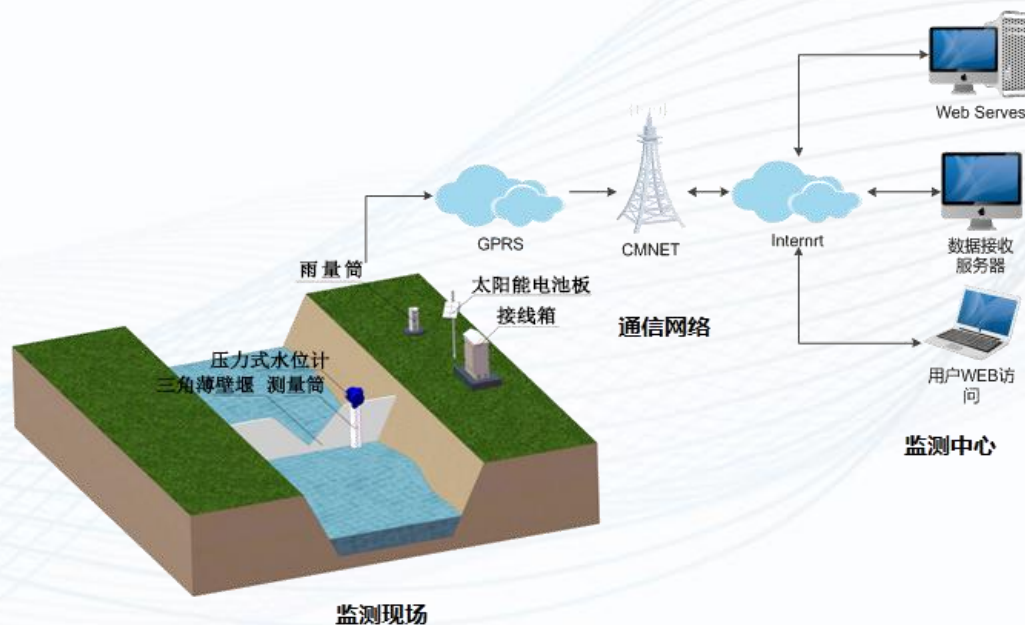 Web Serves
GPRS
CMNET
Internrt
数据接收
服务器
雨量筒
太阳能电池板
接线箱
通信网络
压力式水位计
三角薄壁堰 测量筒
用户WEB访
问
监测中心
监测现场